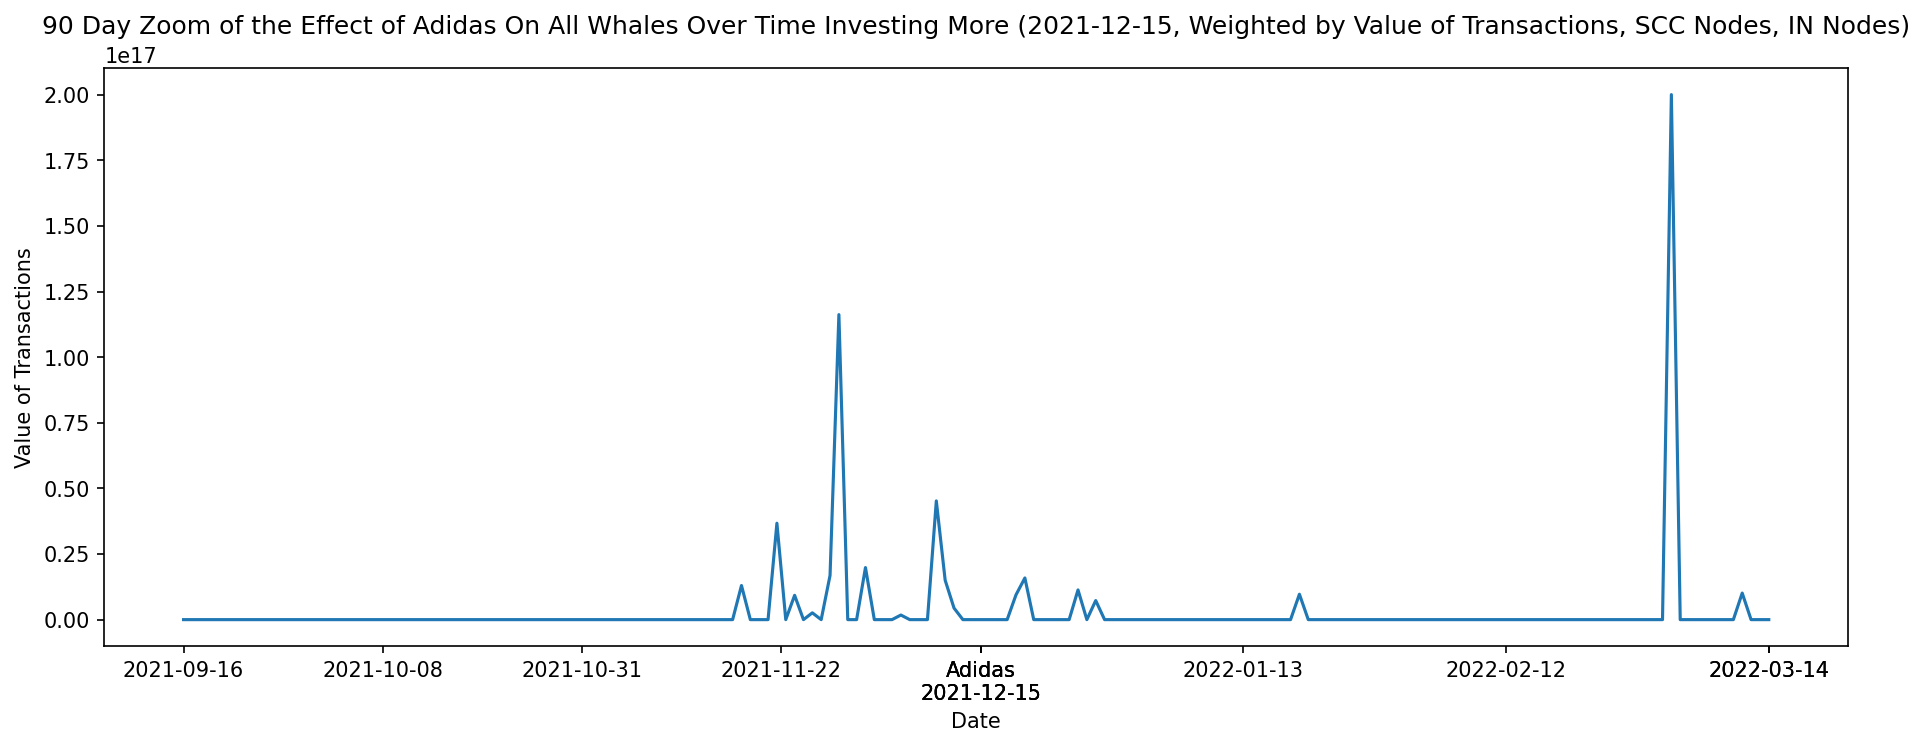 90 Day Zoom of the Effect of Adidas On All Whales Over Time Investing More (2021-12-15, Weighted by Value of Transactions, SCC Nodes, IN Nodes)
1e17
2.00
1.75
1.50
1.25
1.00
0.75
0.50
0.25
0.00
Value of Transactions
2021-09-16 2021-10-08 2021-10-31 2021-11-22 Adidas 2022-01-13 2022-02-12 2022-03-14
2021-12-15
Date